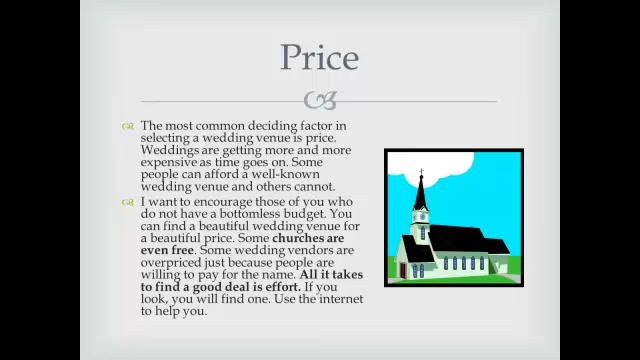 Price
The most common deciding factor in
selecting a wedding venue is price.
Weddings are getting more and more
expensive as time goes on. Some
people can afford a well-known
wedding venue and others cannot.
I want to encourage those of you who
do not have a bottomless budget. You
can find a beautiful wedding venue for
a beautiful price. Some churches are
even free. Some wedding vendors are
overpriced just because people are
willing to pay for the name. All it takes
to find a good deal is effort. If you
look, you will find one. Use the internet
to help you.